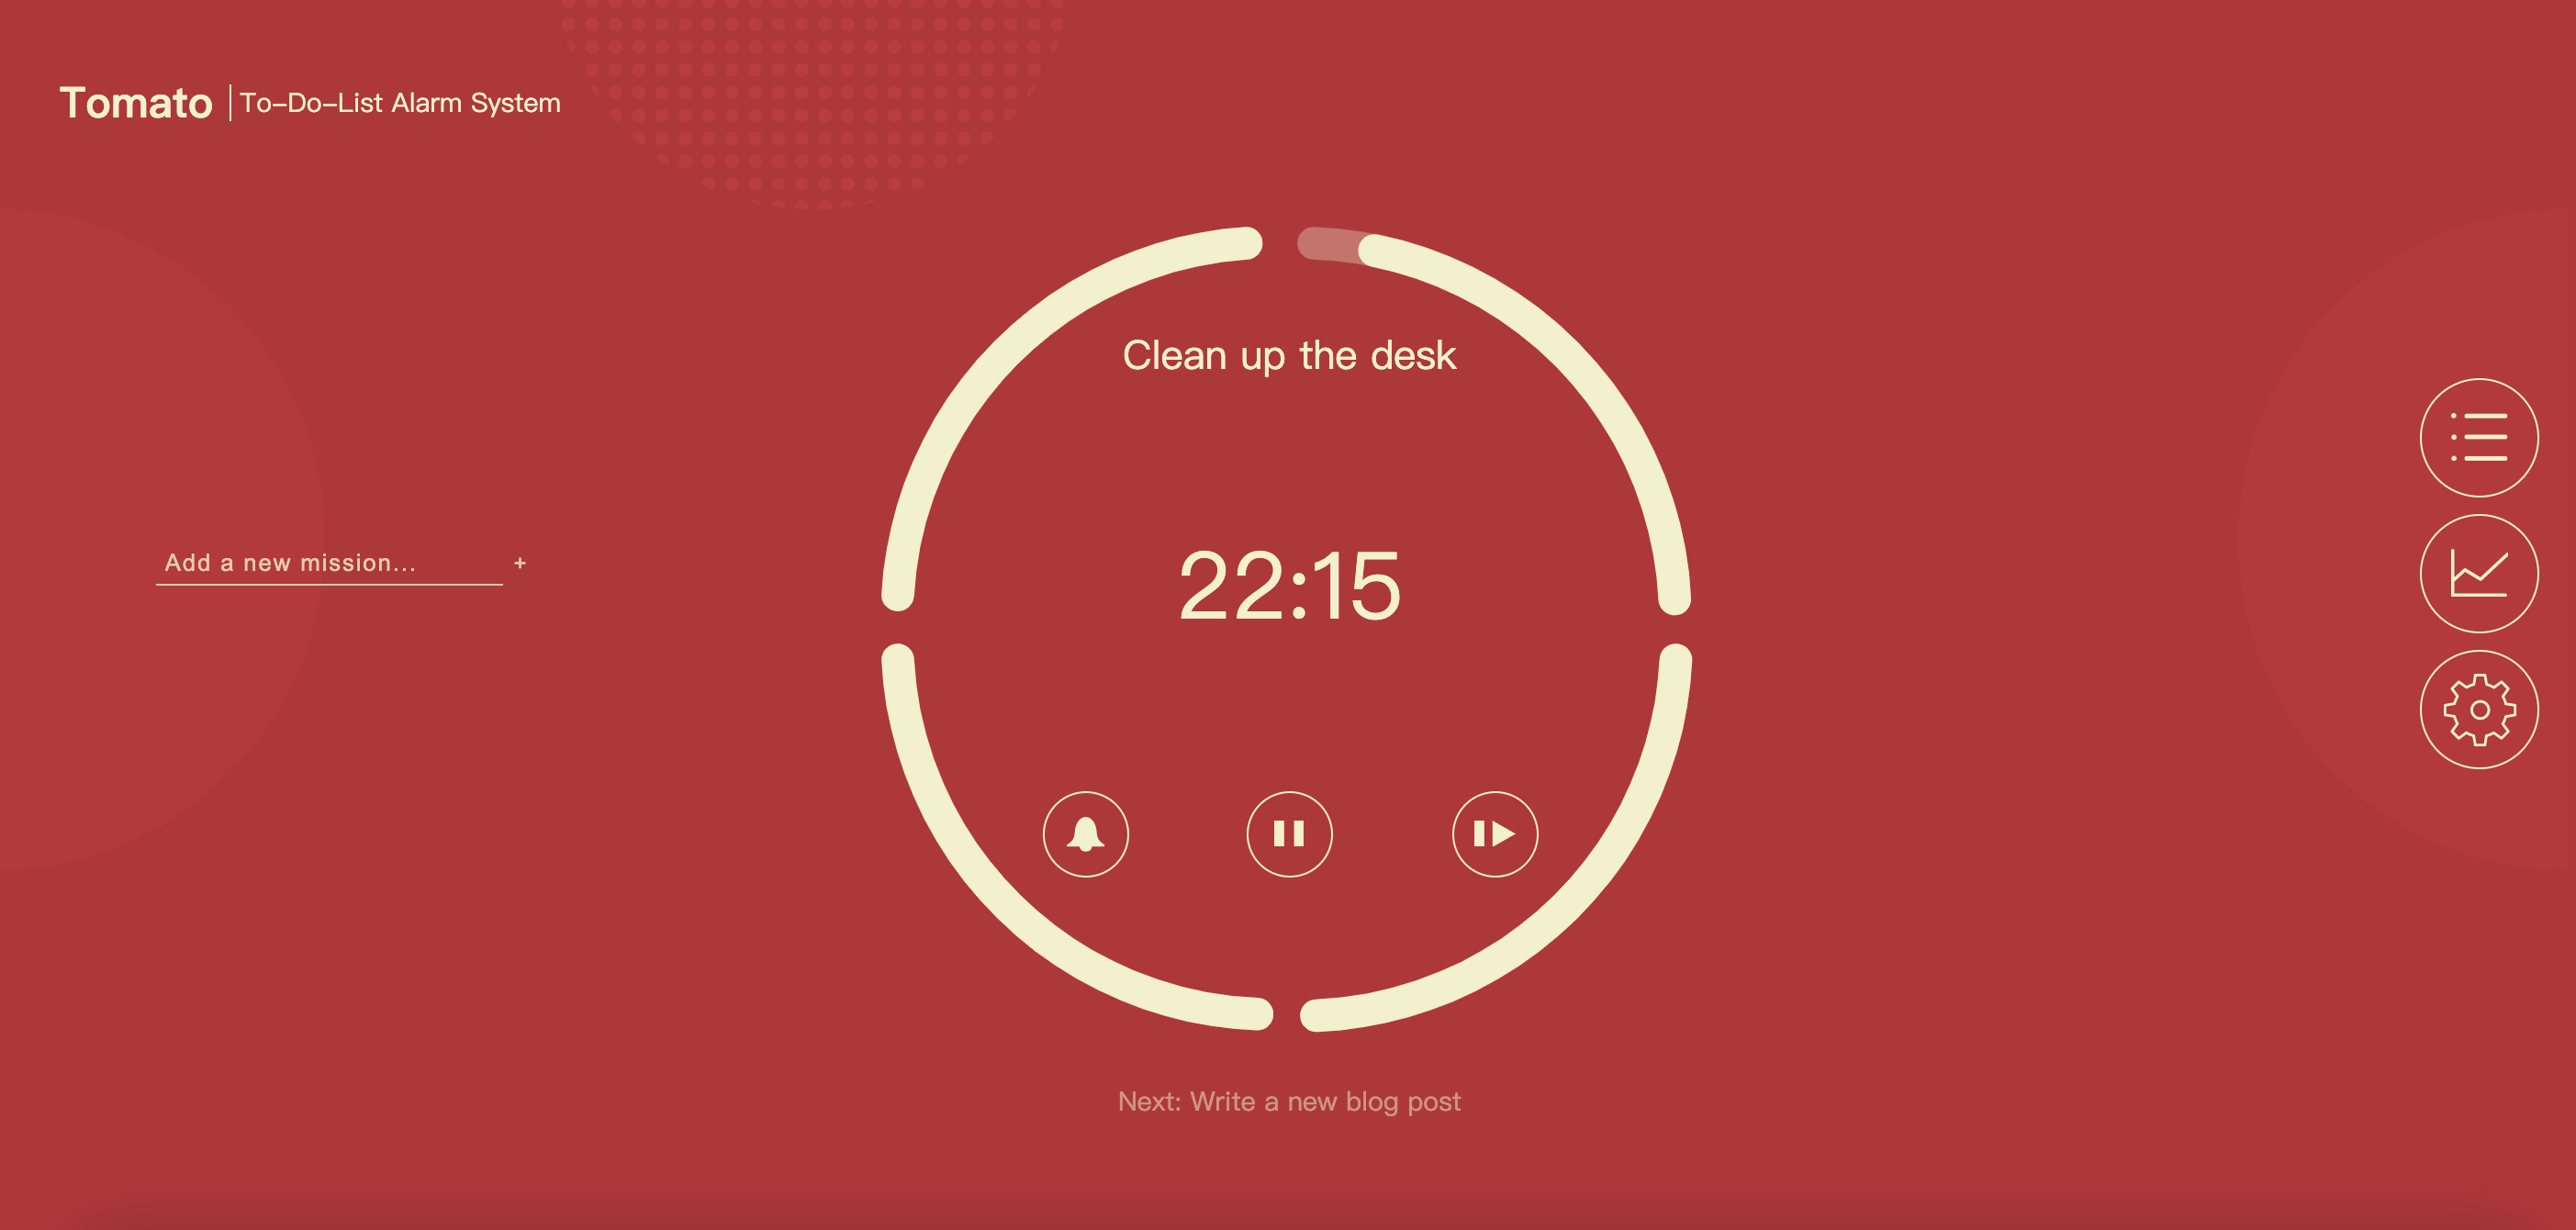 Tomato
To-Do-List Alarm System
Clean up the desk
Add a new mission... +
22:15
Next: Write a new blog post